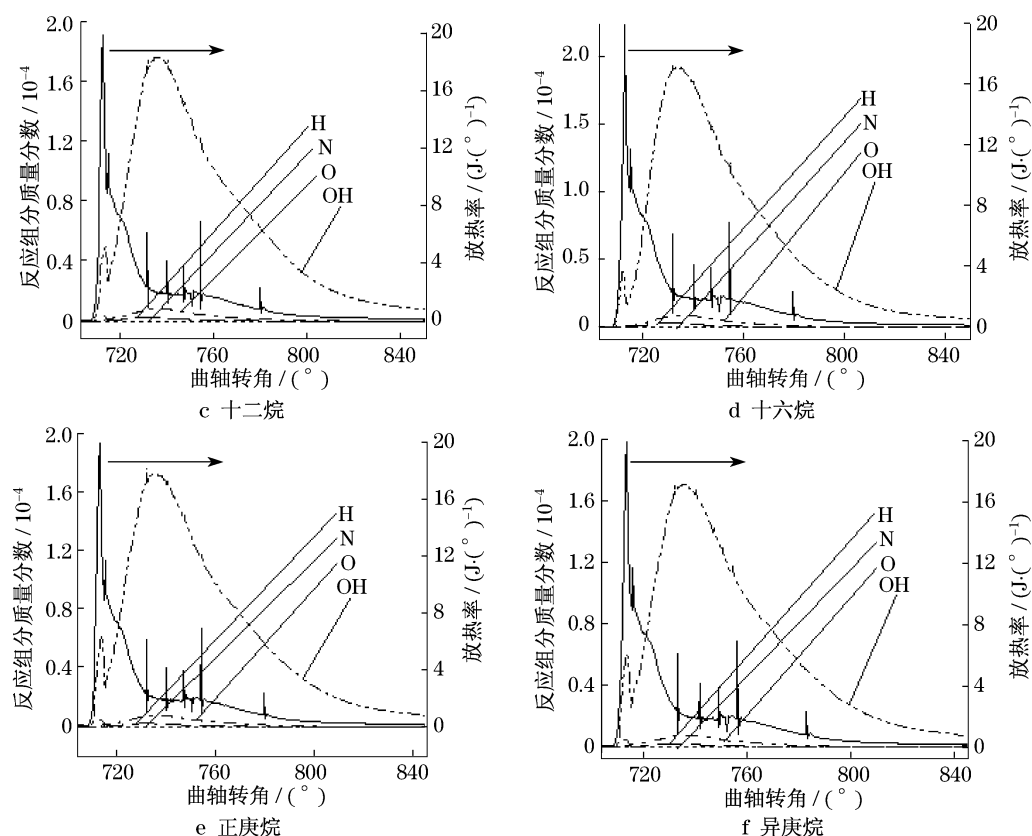 2.0
1.6
1.2
0.8
0.4
0
反应组分质量分数 / 10⁻⁴
20
16
12
8
4
0
放热率 / (J·(°)⁻¹)
H
N
O
OH
720
760
800
840
曲轴转角 / (°)
c 十二烷
2.0
1.5
1.0
0.5
0
反应组分质量分数 / 10⁻⁴
20
16
12
8
4
0
放热率 / (J·(°)⁻¹)
H
N
O
OH
720
760
800
840
曲轴转角 / (°)
d 十六烷
2.0
1.6
1.2
0.8
0.4
0
反应组分质量分数 / 10⁻⁴
20
16
12
8
4
0
放热率 / (J·(°)⁻¹)
H
N
O
OH
720
760
800
840
曲轴转角 / (°)
e 正庚烷
2.0
1.6
1.2
0.8
0.4
0
反应组分质量分数 / 10⁻⁴
20
16
12
8
4
0
放热率 / (J·(°)⁻¹)
H
N
O
OH
720
760
800
840
曲轴转角 / (°)
f 异庚烷